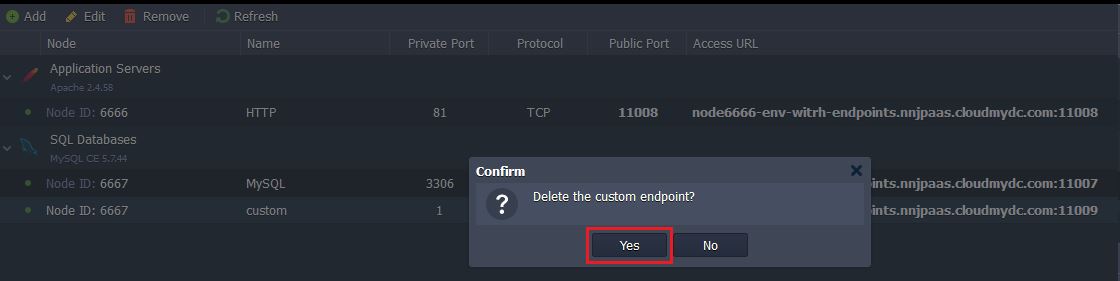 Add Edit Remove Refresh
Node Name Private Port Protocol Public Port Access URL
Application Servers
Apache 2.4.58
Node ID: 6666 HTTP 81 TCP 11008 node6666-env-witrh-endpoints.nnjpaas.cloudmydc.com:11008
SQL Databases
MySQL CE 5.7.44
Confirm
Node ID: 6667 MySQL 3306 points.nnjpaas.cloudmydc.com:11007
Delete the custom endpoint?
Node ID: 6667 custom 1 points.nnjpaas.cloudmydc.com:11009
Yes No